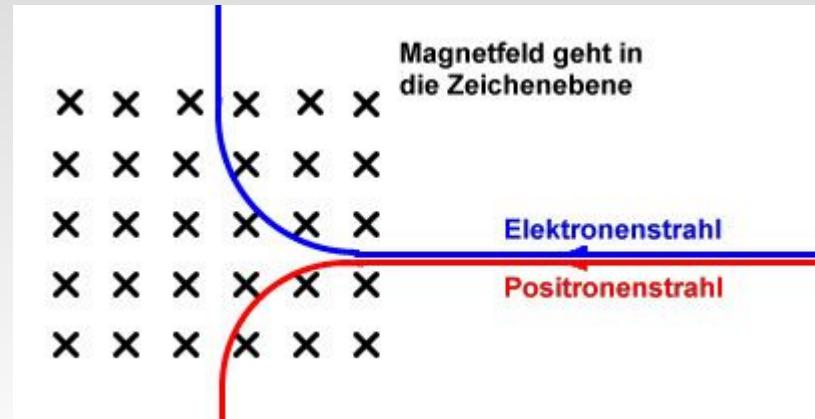 Magnetfeld geht in
die Zeichenebene
Elektronenstrahl
Positronenstrahl